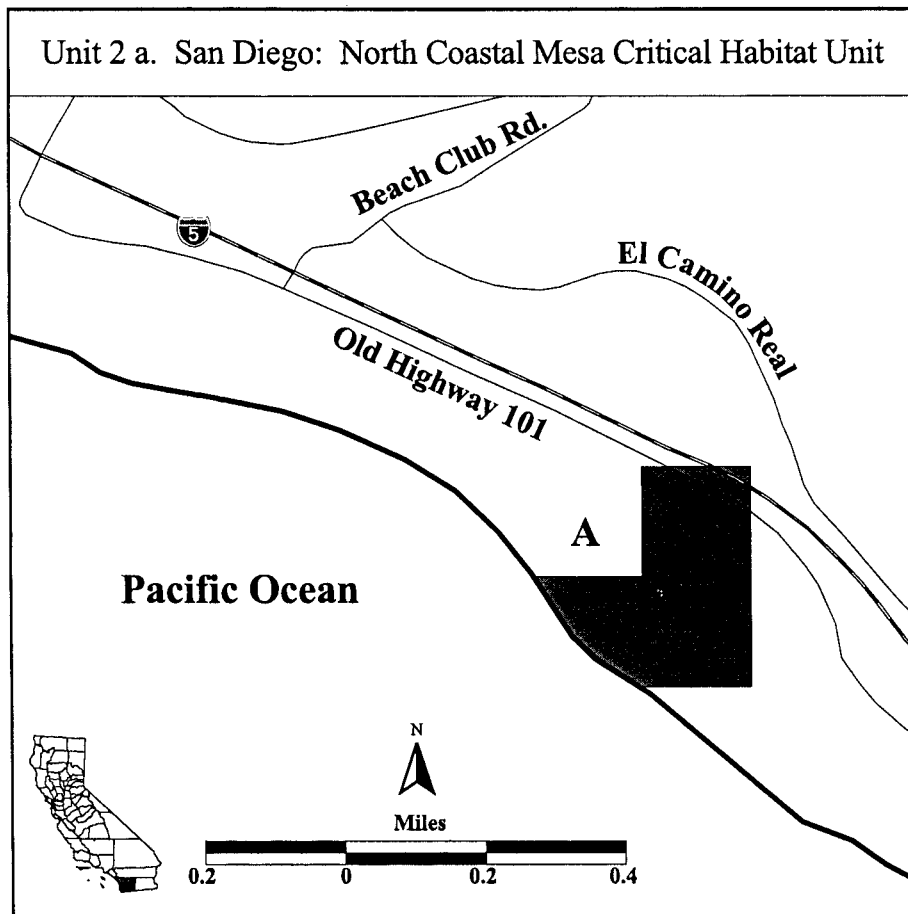 Unit 2 a. San Diego: North Coastal Mesa Critical Habitat Unit
Beach Club Rd.
5
El Camino Real
Old Highway 101
A
Pacific Ocean
N
Miles
0.2 0 0.2 0.4